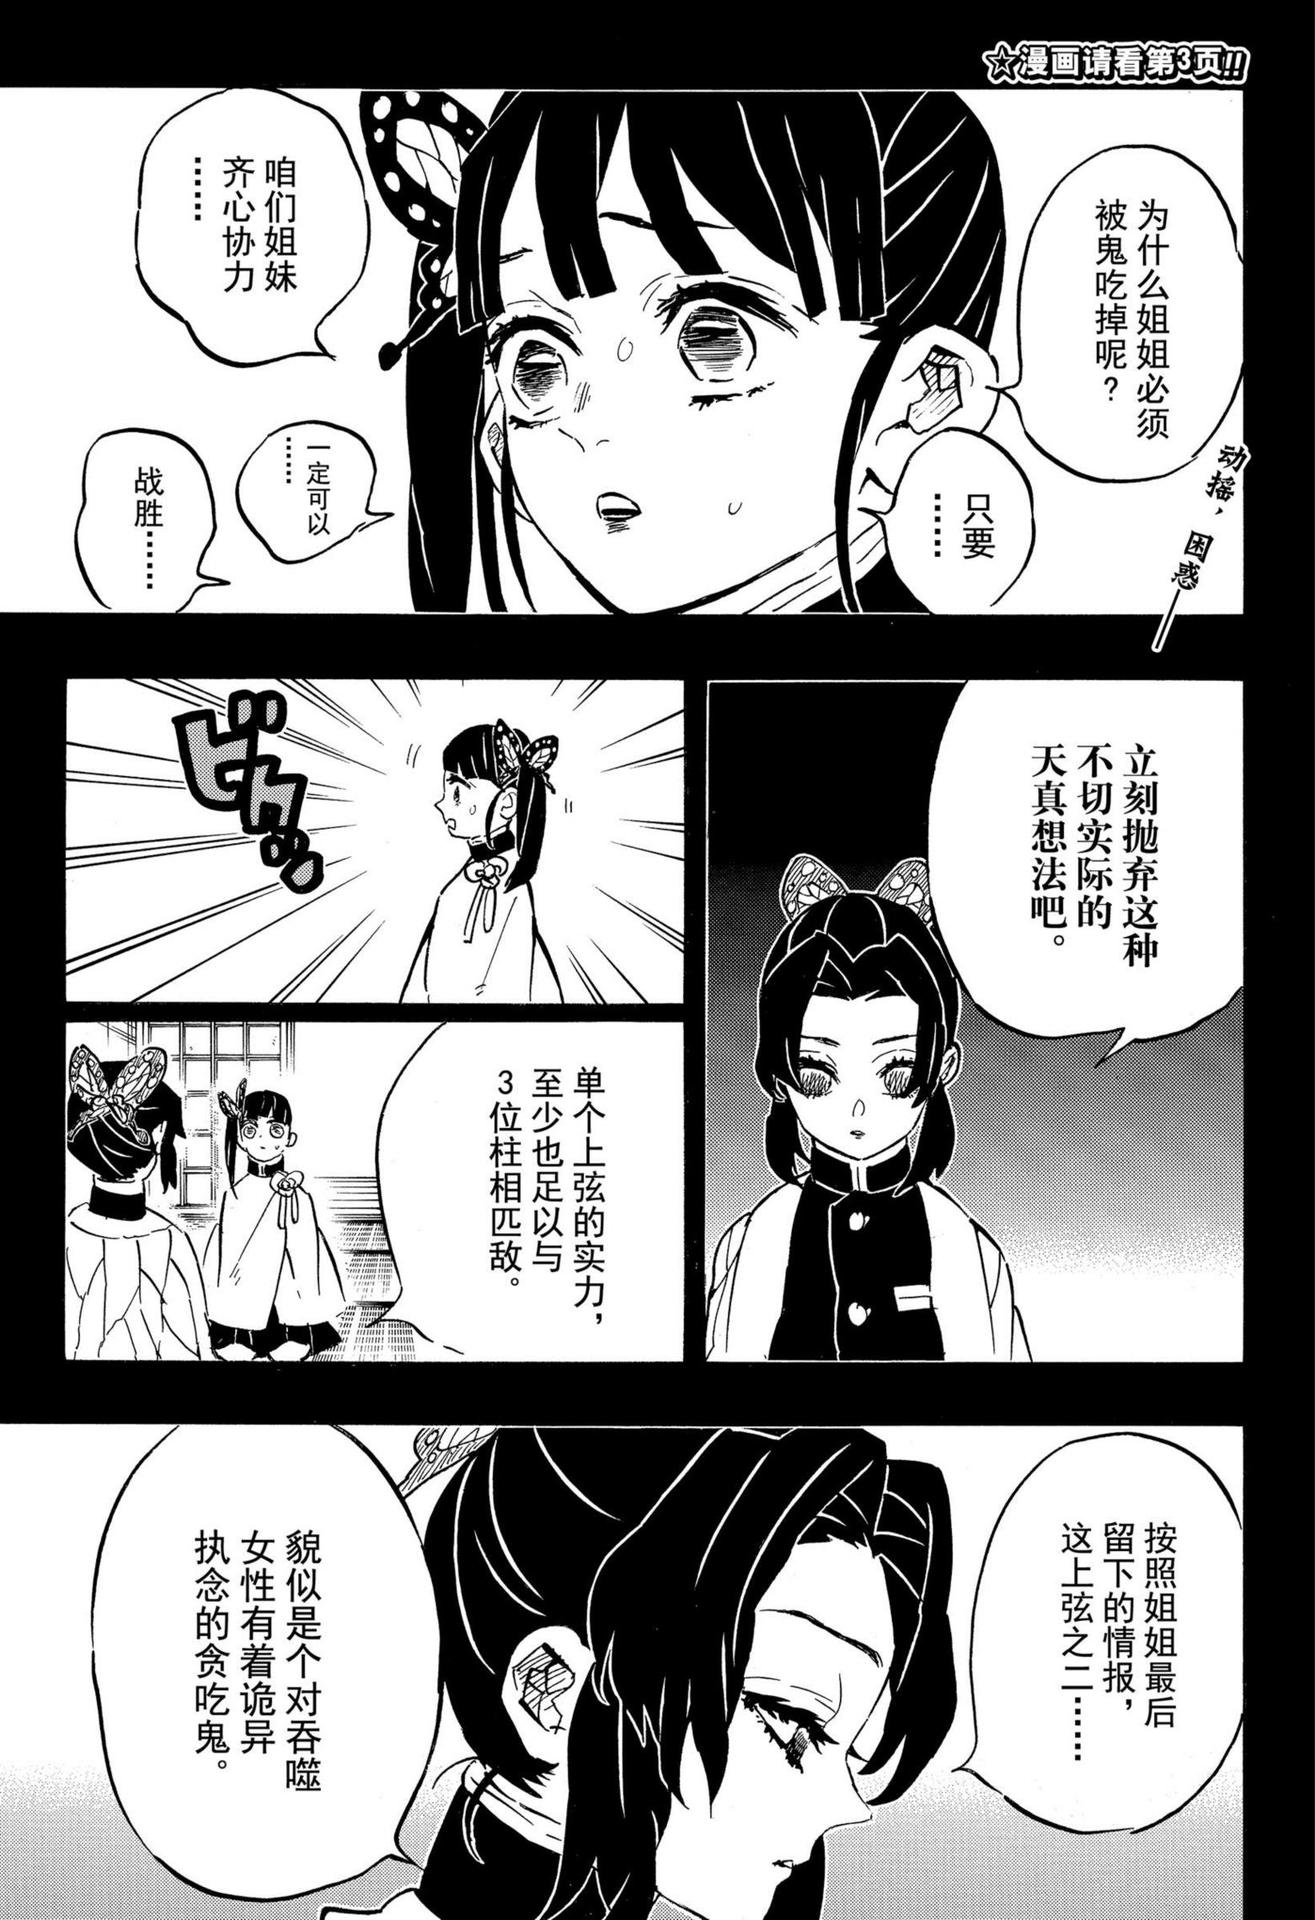 ☆漫画请看第3页!!
为什么姐姐必须
被鬼吃掉呢？
动摇，困惑——
只要
……
咱们姐妹
齐心协力
……
一定可以
……
战胜……
立刻抛弃这种
不切实际的
天真想法吧。
ビクッ
单个上弦的实力，
至少也足以与
3位柱相匹敌。
按照姐姐最后
留下的情报，
这上弦之二……
貌似是个对吞噬
女性有着诡异
执念的贪吃鬼。